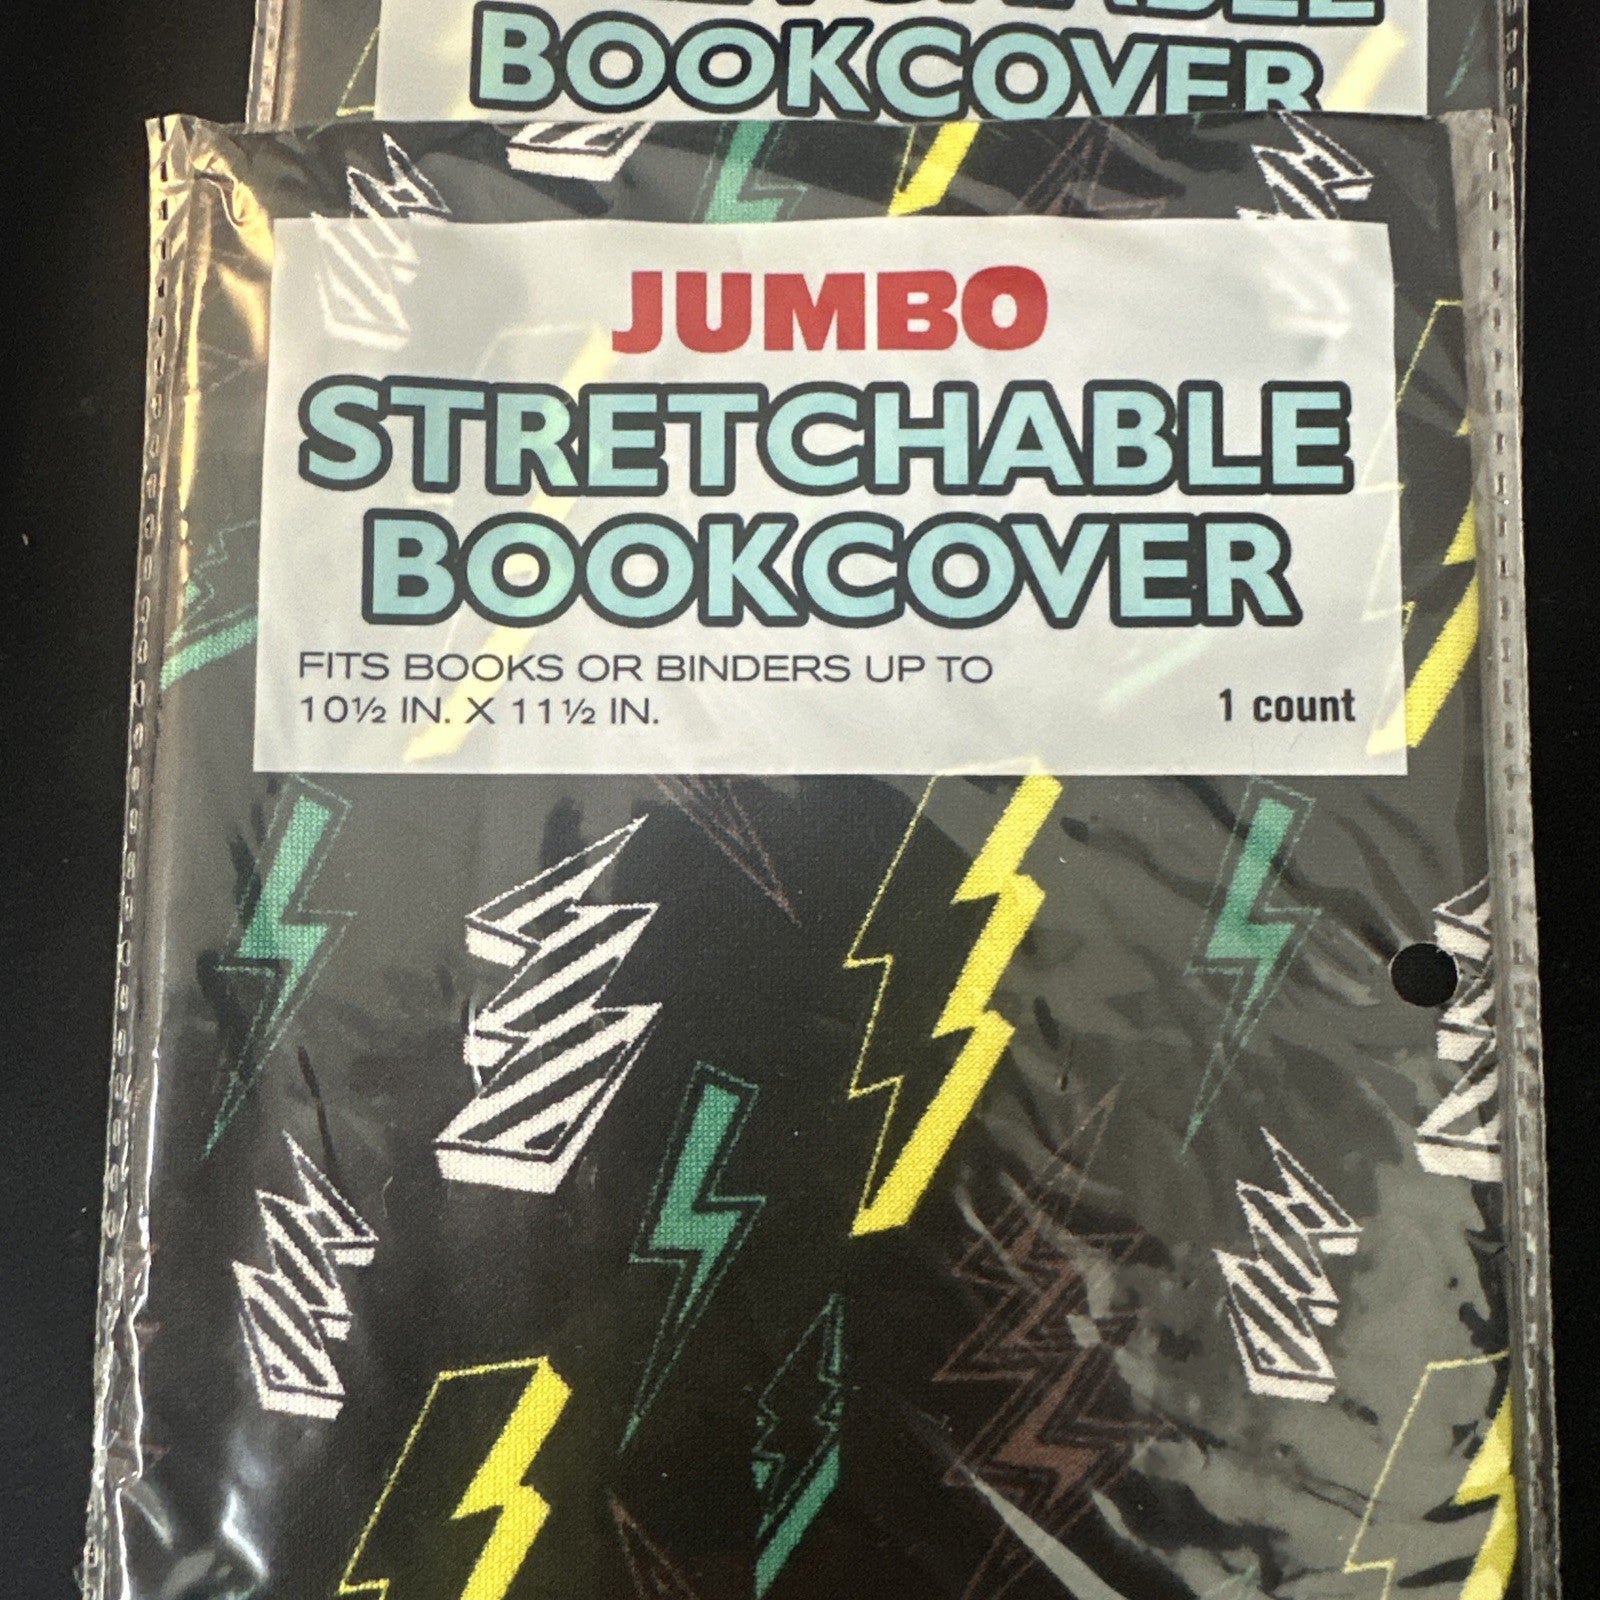 BOOKCOVER
JUMBO
STRETCHABLE
BOOKCOVER
FITS BOOKS OR BINDERS UP TO
10½ IN. X 11½ IN.
1 count